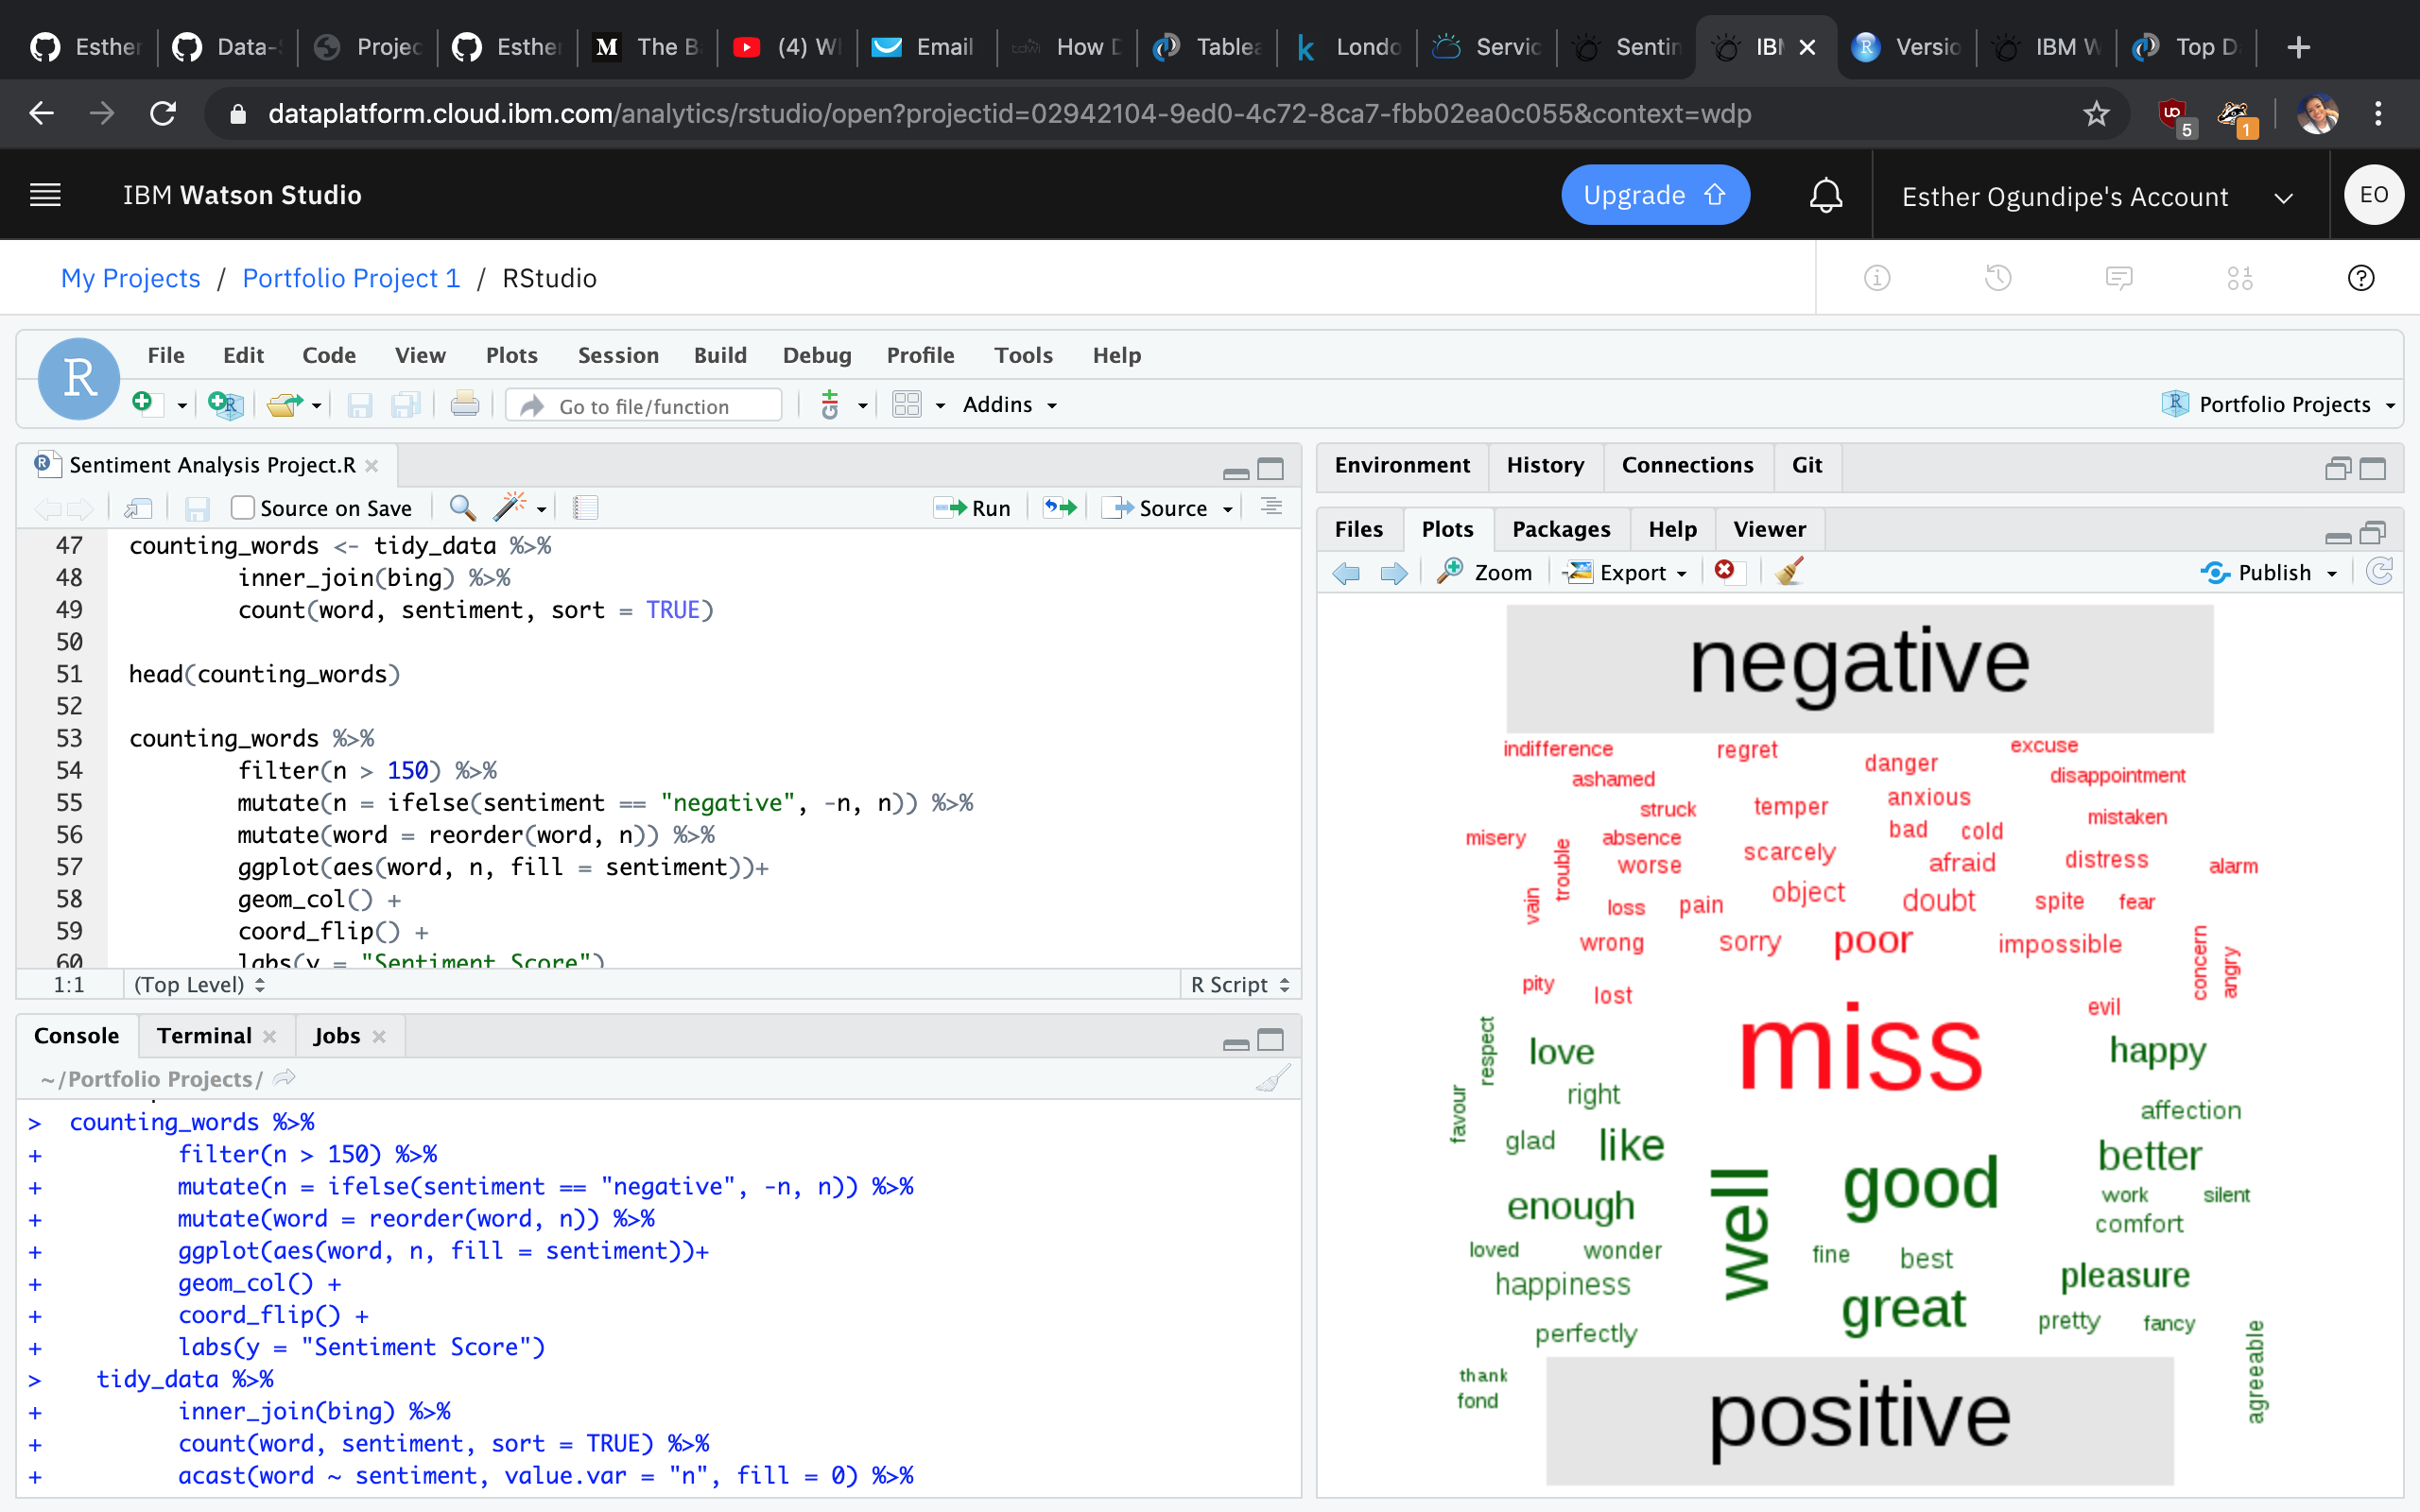 Esther
Data-S
Projec
Esther
The Ba
(4) Wh
Email
How D
Tablea
Londo
Servic
Sentin
IBM
Versio
IBM W
Top D
dataplatform.cloud.ibm.com/analytics/rstudio/open?projectid=02942104-9ed0-4c72-8ca7-fbb02ea0c055&context=wdp
5
1
IBM Watson Studio
Upgrade
Esther Ogundipe's Account
EO
My Projects / Portfolio Project 1 / RStudio
File Edit Code View Plots Session Build Debug Profile Tools Help
Go to file/function
Addins
Portfolio Projects
Sentiment Analysis Project.R
Source on Save
Run
Source
47 counting_words <- tidy_data %>%
48 inner_join(bing) %>%
49 count(word, sentiment, sort = TRUE)
50
51 head(counting_words)
52
53 counting_words %>%
54 filter(n > 150) %>%
55 mutate(n = ifelse(sentiment == "negative", -n, n)) %>%
56 mutate(word = reorder(word, n)) %>%
57 ggplot(aes(word, n, fill = sentiment))+
58 geom_col() +
59 coord_flip() +
60 labs(y = "Sentiment Score")
1:1 (Top Level) R Script
Console Terminal Jobs
~/Portfolio Projects/
> counting_words %>%
+ filter(n > 150) %>%
+ mutate(n = ifelse(sentiment == "negative", -n, n)) %>%
+ mutate(word = reorder(word, n)) %>%
+ ggplot(aes(word, n, fill = sentiment))+
+ geom_col() +
+ coord_flip() +
+ labs(y = "Sentiment Score")
> tidy_data %>%
+ inner_join(bing) %>%
+ count(word, sentiment, sort = TRUE) %>%
+ acast(word ~ sentiment, value.var = "n", fill = 0) %>%
Environment History Connections Git
Files Plots Packages Help Viewer
Zoom Export Publish
negative
indifference regret excuse
danger
ashamed disappointment
anxious
struck temper
mistaken
bad cold
misery absence
scarcely
worse afraid distress alarm
trouble
vain
object
loss pain doubt spite fear
wrong sorry poor impossible
concern
angry
pity lost
evil
miss
respect
love happy
right
favour
affection
glad like
better
well
good
work silent
enough
comfort
loved wonder fine best
happiness pleasure
great
pretty fancy
perfectly
agreeable
thank
fond
positive